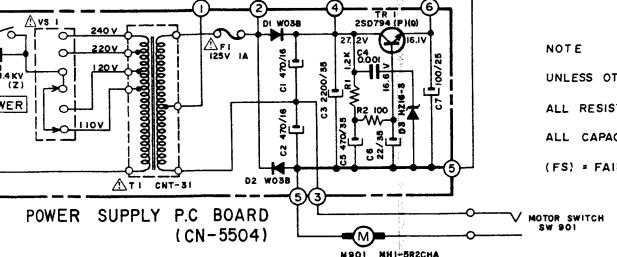 VS 1
240V
220V
120V
110V
1.4KV
(Z)
WER
T1 CNT-31
1
F1
125V 1A
2
D1 W03B
C1 470/16
C2 470/16
D2 W03B
4
C3 2200/35
27.2V
C4
0.001
R1 1.2K
R2 100
C5 470/35
C6 22/35
16.6V
D3 HZ16-3
TR 1
2SD794 (P)(Q)
16.1V
6
C7 100/25
5
5
3
POWER SUPPLY P.C BOARD
(CN-5504)
M
M901 MHI-5R2CHA
MOTOR SWITCH
SW 901
NOTE
UNLESS OT
ALL RESIS
ALL CAPAC
(FS) = FAI